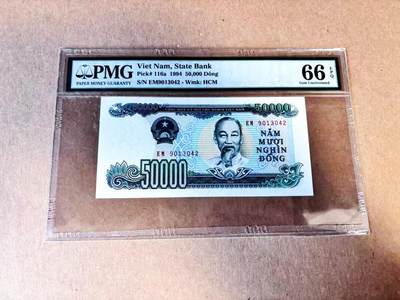 PMG
PAPER MONEY GUARANTY
Viet Nam, State Bank
Pick# 116a 1994 50,000 Dông
S/N EM9013042 - Wmk: HCM
66 EPQ
Gem Uncirculated
50000
EM 9013042
NĂM
MƯƠI
NGHÌN
ĐỒNG
EM 9013042
50000